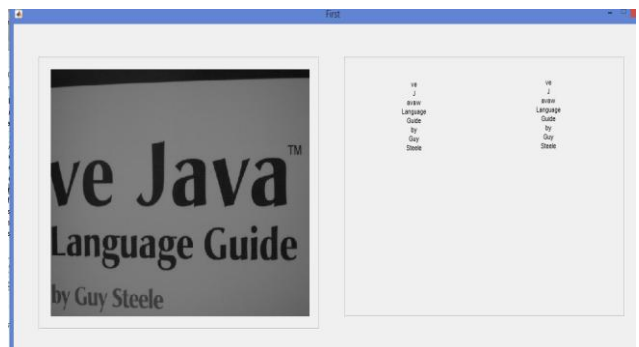 First
ve Java™
Language Guide
by Guy Steele
ve
J
avaw
Language
Guide
by
Guy
Steele
ve
J
avaw
Language
Guide
by
Guy
Steele